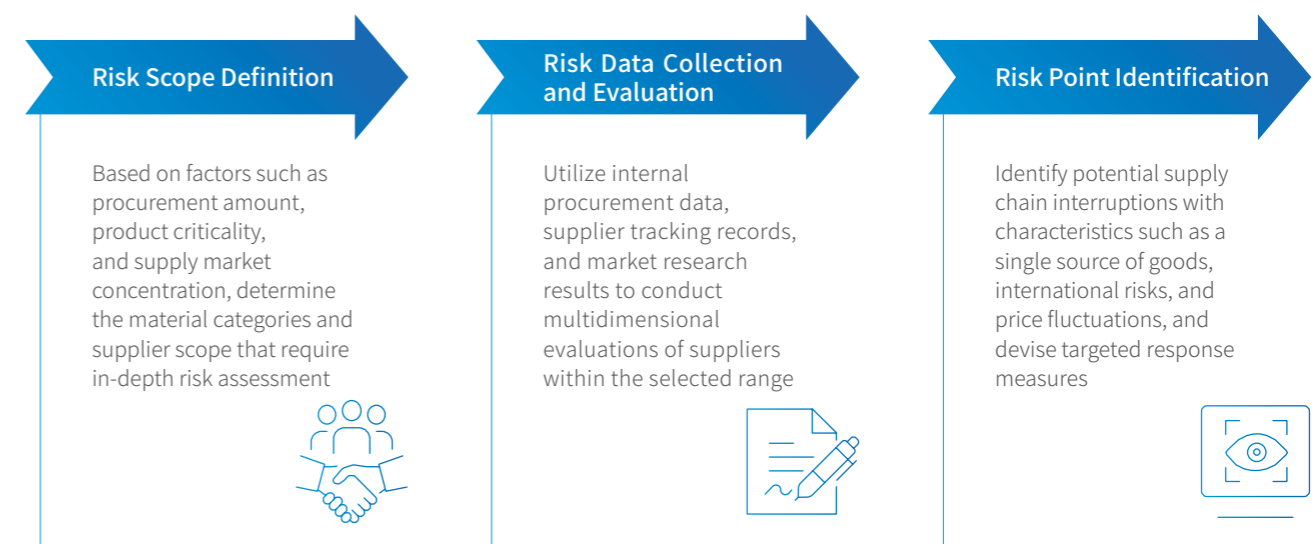 Risk Scope Definition
Based on factors such as
procurement amount,
product criticality,
and supply market
concentration, determine
the material categories and
supplier scope that require
in-depth risk assessment
Risk Data Collection
and Evaluation
Utilize internal
procurement data,
supplier tracking records,
and market research
results to conduct
multidimensional
evaluations of suppliers
within the selected range
Risk Point Identification
Identify potential supply
chain interruptions with
characteristics such as a
single source of goods,
international risks, and
price fluctuations, and
devise targeted response
measures